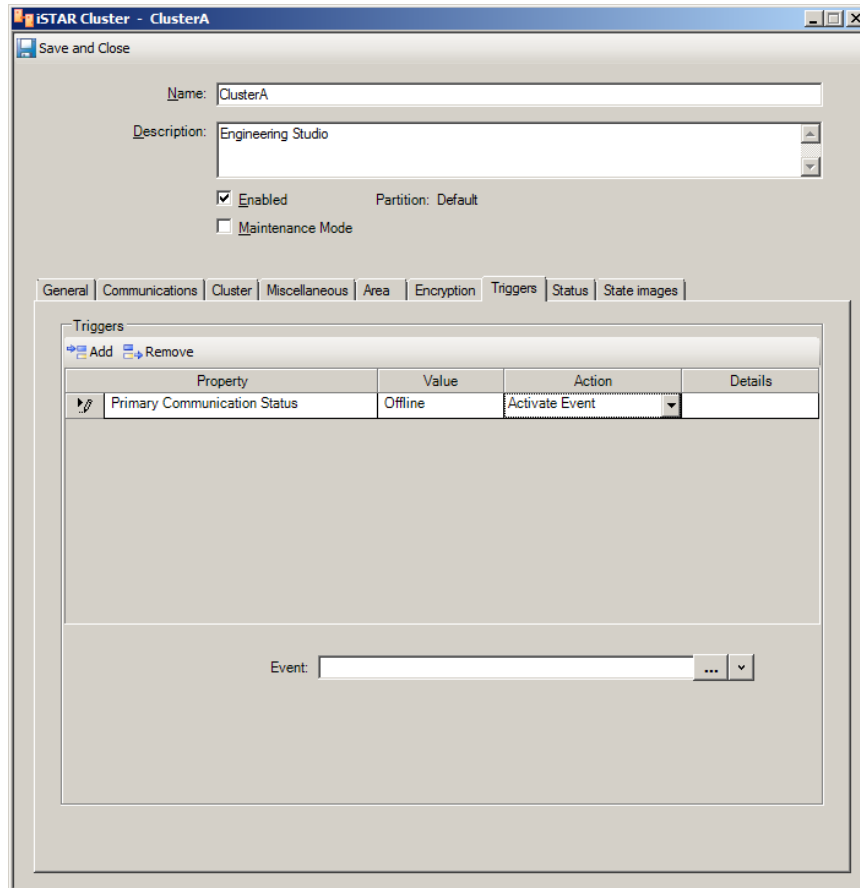 iSTAR Cluster - ClusterA
Save and Close
Name: ClusterA
Description: Engineering Studio
Enabled Partition: Default
Maintenance Mode
General Communications Cluster Miscellaneous Area Encryption Triggers Status State images
Triggers
Add Remove
Property Value Action Details
Primary Communication Status Offline Activate Event
Event: ...